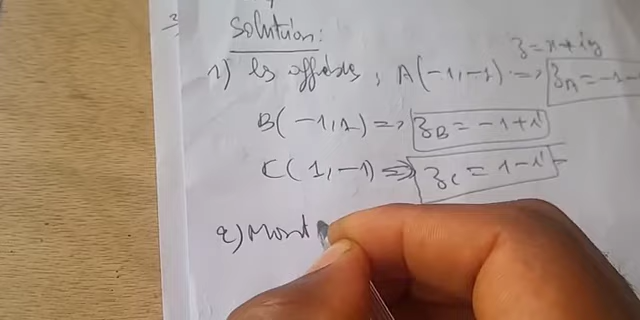 Solution:
z = x + iy
1) les affixes, A(-1,-1) => z_A = -1 -
B(-1,1) => z_B = -1+i
C(1,-1) => z_C = 1-i
2) Mont